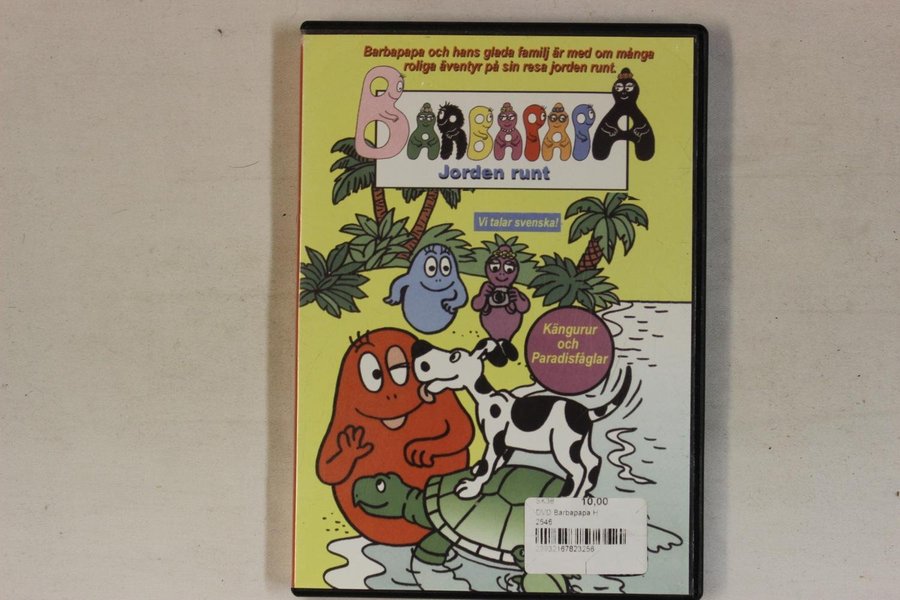 Barbapapa och hans glada familj är med om många
roliga äventyr på sin resa jorden runt.
BARBAPAPA
Jorden runt
Vi talar svenska!
Kängurur
och
Paradisfåglar
10,00
DVD Barbapapa H
2546